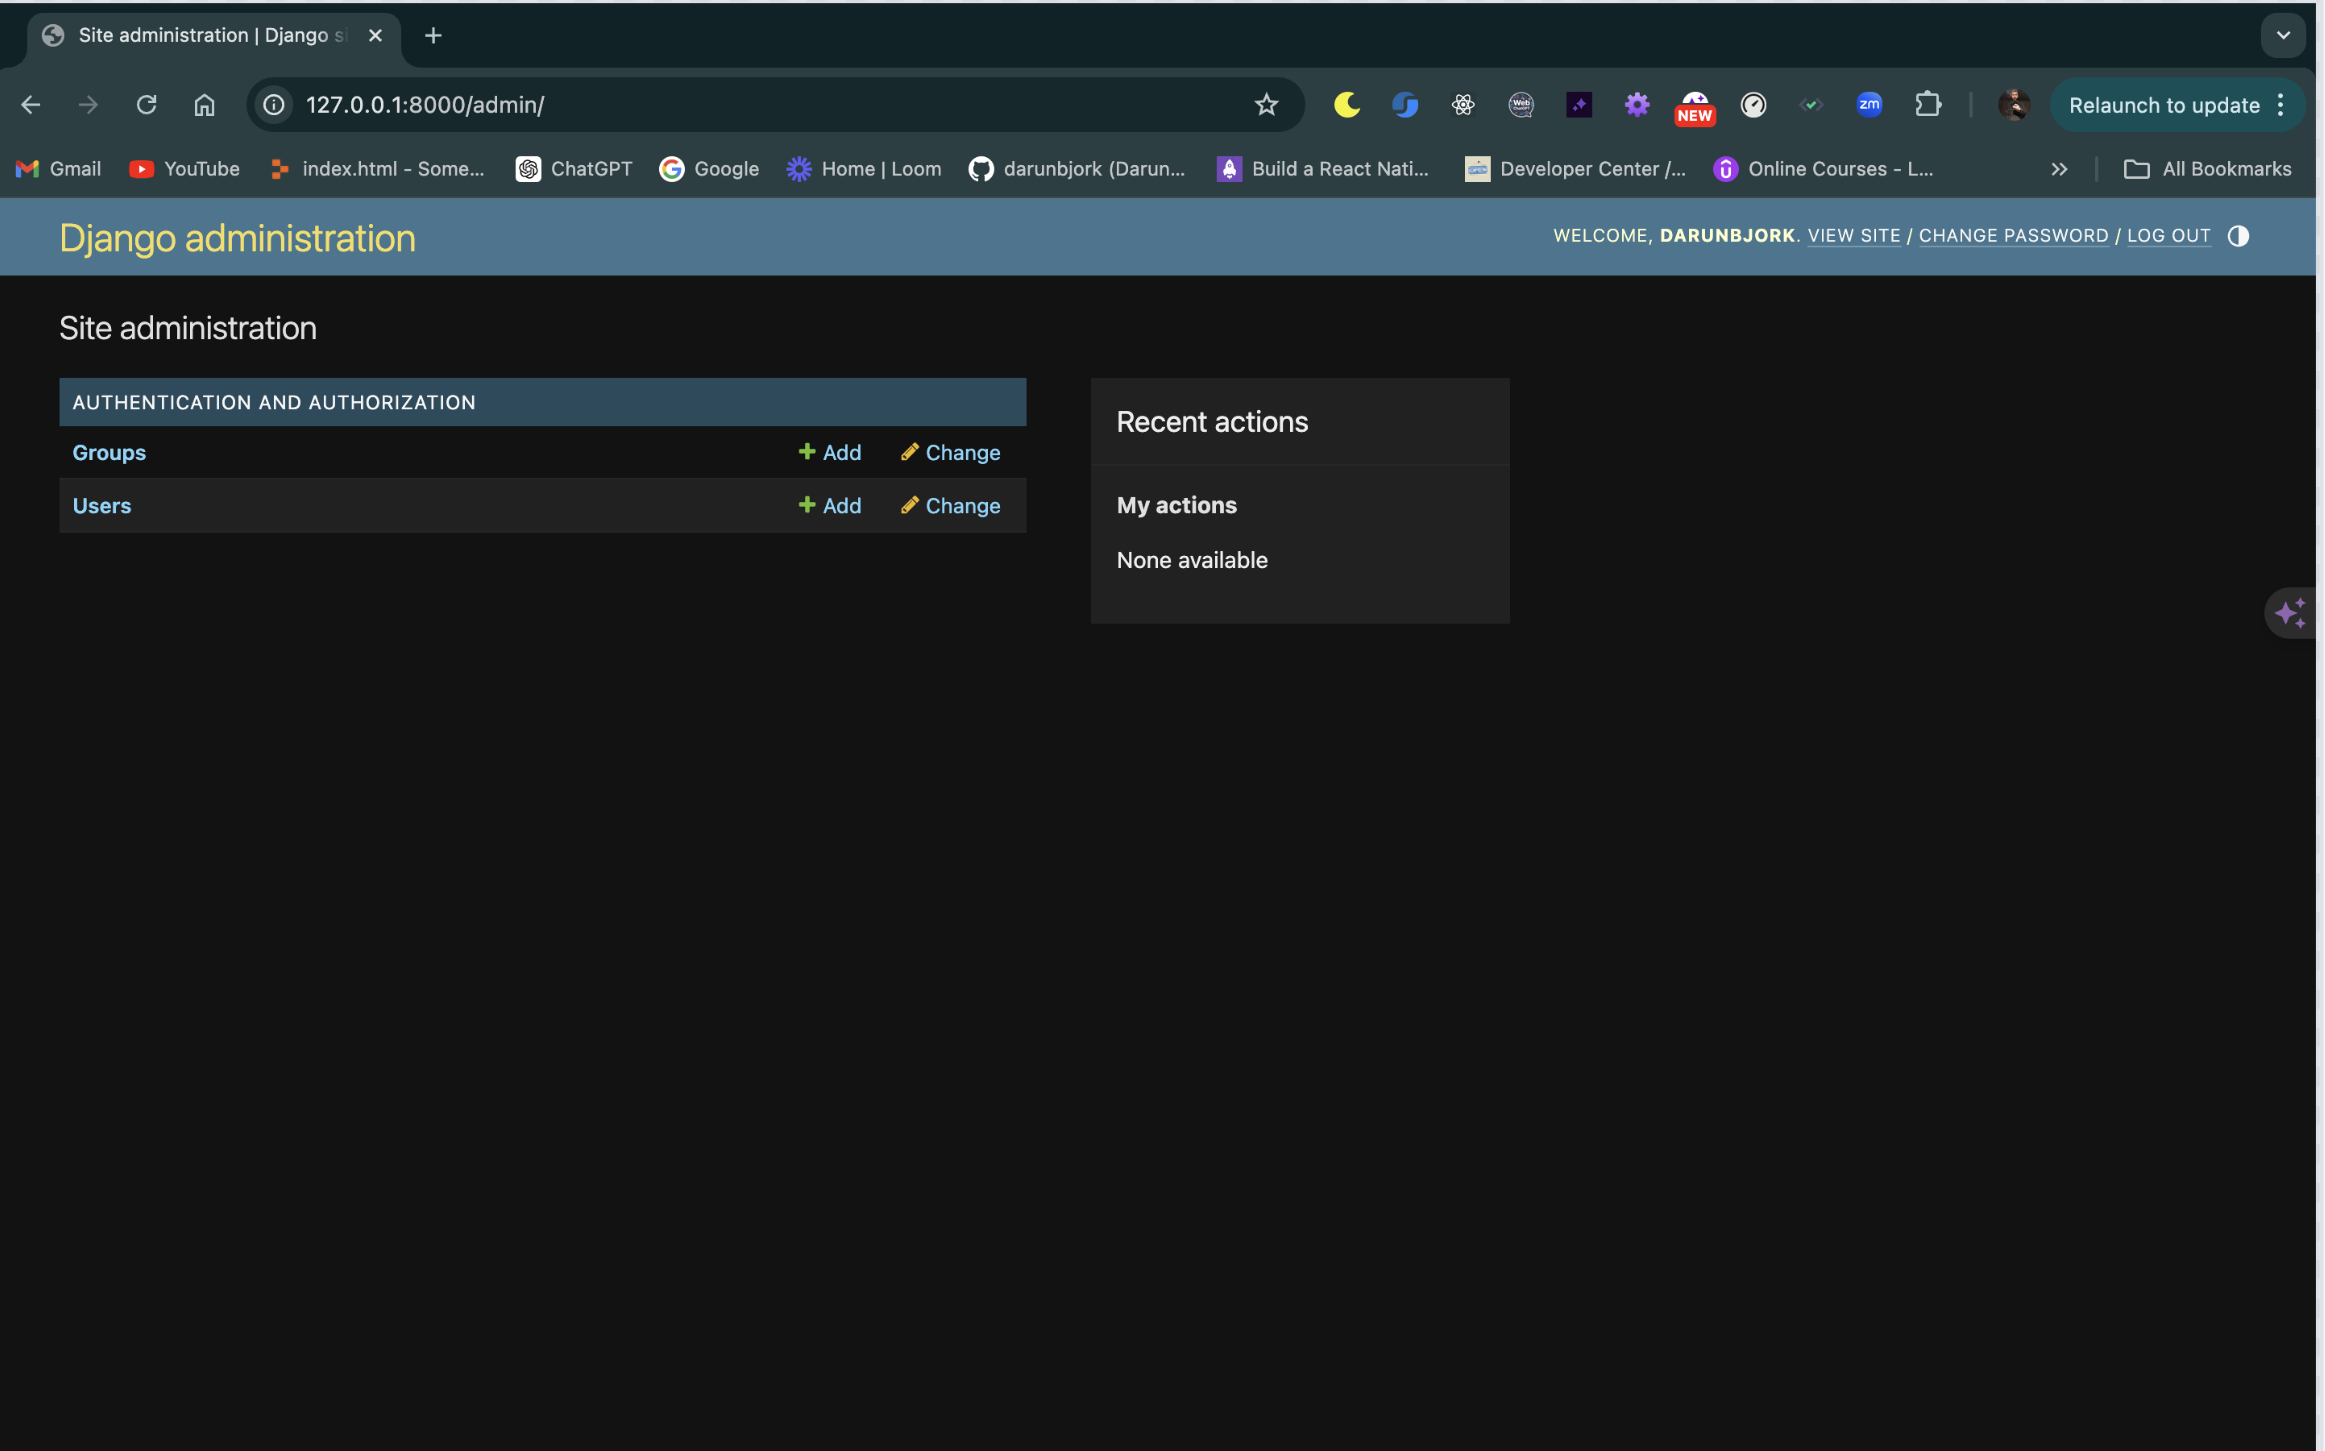 Site administration | Django s
127.0.0.1:8000/admin/
NEW
zm
Relaunch to update
Gmail
YouTube
index.html - Some...
ChatGPT
Google
Home | Loom
darunbjork (Darun...
Build a React Nati...
Developer Center /...
Online Courses - L...
All Bookmarks
Django administration
WELCOME, DARUNBJORK. VIEW SITE / CHANGE PASSWORD / LOG OUT
Site administration
AUTHENTICATION AND AUTHORIZATION
Groups Add Change
Users Add Change
Recent actions
My actions
None available